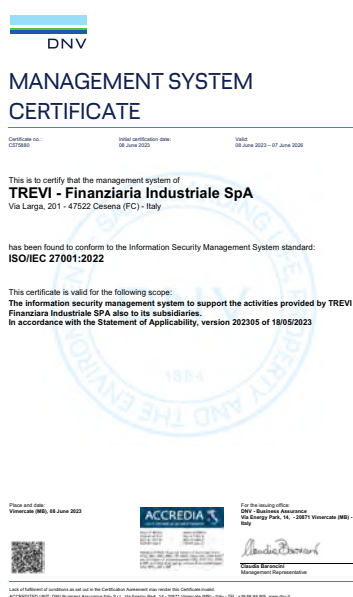 DNV
MANAGEMENT SYSTEM
CERTIFICATE
Certificate no.: Initial certification date: Valid:
C575880 08 June 2023 08 June 2023 – 07 June 2026
This is to certify that the management system of
TREVI - Finanziaria Industriale SpA
Via Larga, 201 - 47522 Cesena (FC) - Italy
has been found to conform to the Information Security Management System standard:
ISO/IEC 27001:2022
This certificate is valid for the following scope:
The information security management system to support the activities provided by TREVI
Finanziara Industriale SPA also to its subsidiaries.
In accordance with the Statement of Applicability, version 202305 of 18/05/2023
1864
Place and date: For the issuing office:
Vimercate (MB), 08 June 2023 DNV - Business Assurance
Via Energy Park, 14, - 20871 Vimercate (MB) -
Italy
ACCREDIA
Claudia Baroncini
Management Representative
Lack of fulfilment of conditions as set out in the Certification Agreement may render this Certificate invalid.